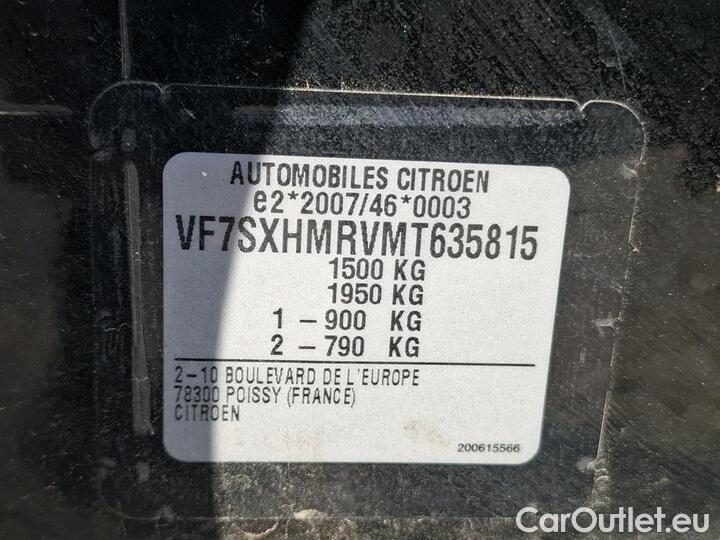 AUTOMOBILES CITROEN
e2*2007/46*0003
VF7SXHMRVMT635815
1500 KG
1950 KG
1 – 900 KG
2 – 790 KG
2–10 BOULEVARD DE L'EUROPE
78300 POISSY (FRANCE)
CITROEN
200615566
CarOutlet.eu